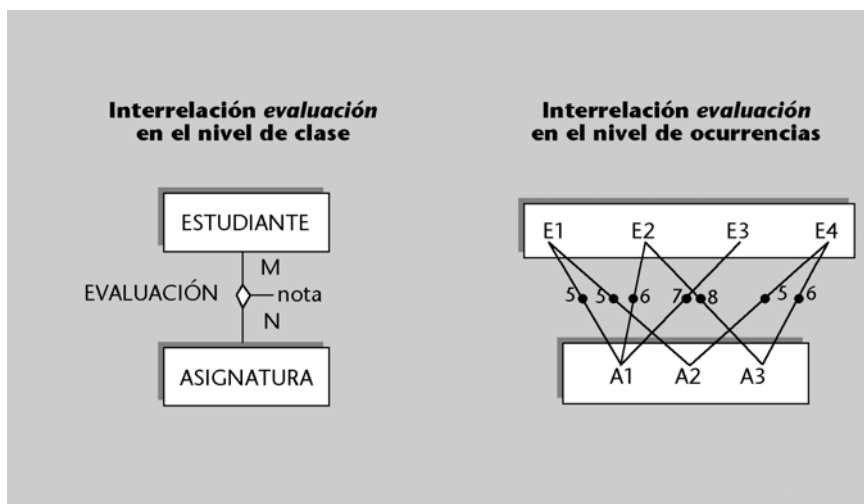 Interrelación evaluación
en el nivel de clase
ESTUDIANTE
M
EVALUACIÓN
nota
N
ASIGNATURA
Interrelación evaluación
en el nivel de ocurrencias
E1 E2 E3 E4
5 5 6 7 8 5 6
A1 A2 A3